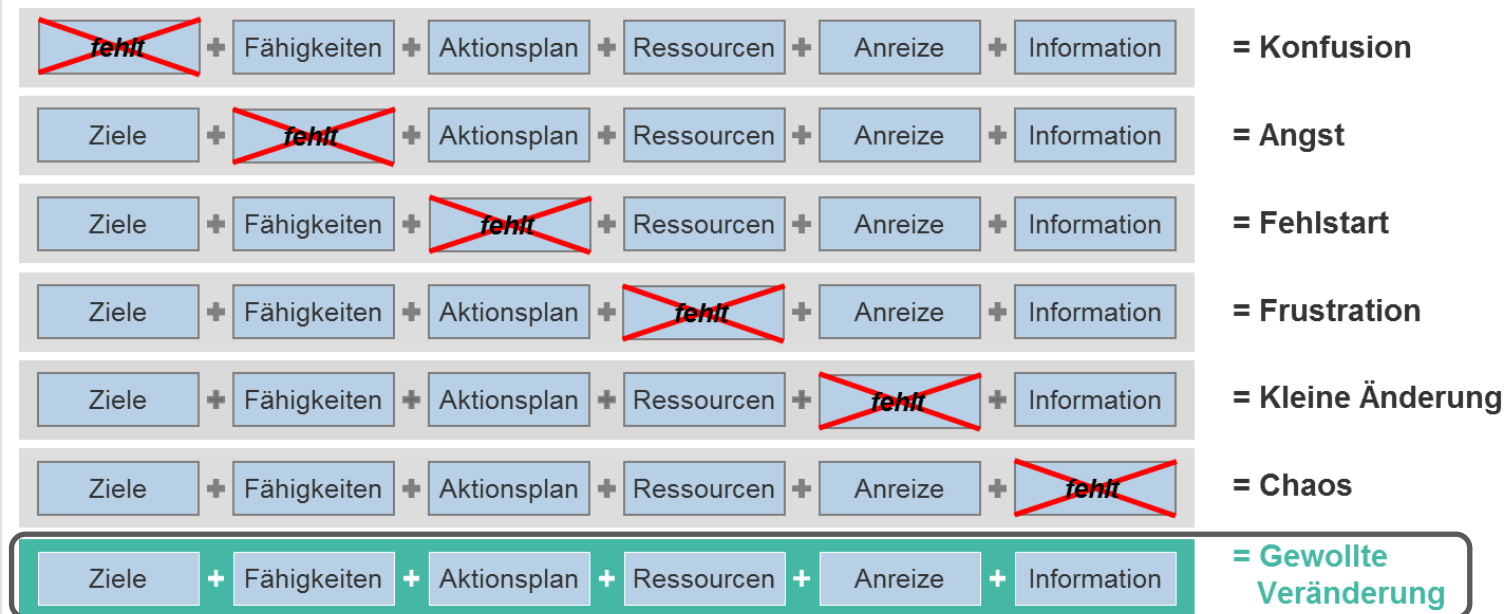 fehlt + Fähigkeiten + Aktionsplan + Ressourcen + Anreize + Information = Konfusion
Ziele + fehlt + Aktionsplan + Ressourcen + Anreize + Information = Angst
Ziele + Fähigkeiten + fehlt + Ressourcen + Anreize + Information = Fehlstart
Ziele + Fähigkeiten + Aktionsplan + fehlt + Anreize + Information = Frustration
Ziele + Fähigkeiten + Aktionsplan + Ressourcen + fehlt + Information = Kleine Änderung
Ziele + Fähigkeiten + Aktionsplan + Ressourcen + Anreize + fehlt = Chaos
Ziele + Fähigkeiten + Aktionsplan + Ressourcen + Anreize + Information = Gewollte
Veränderung